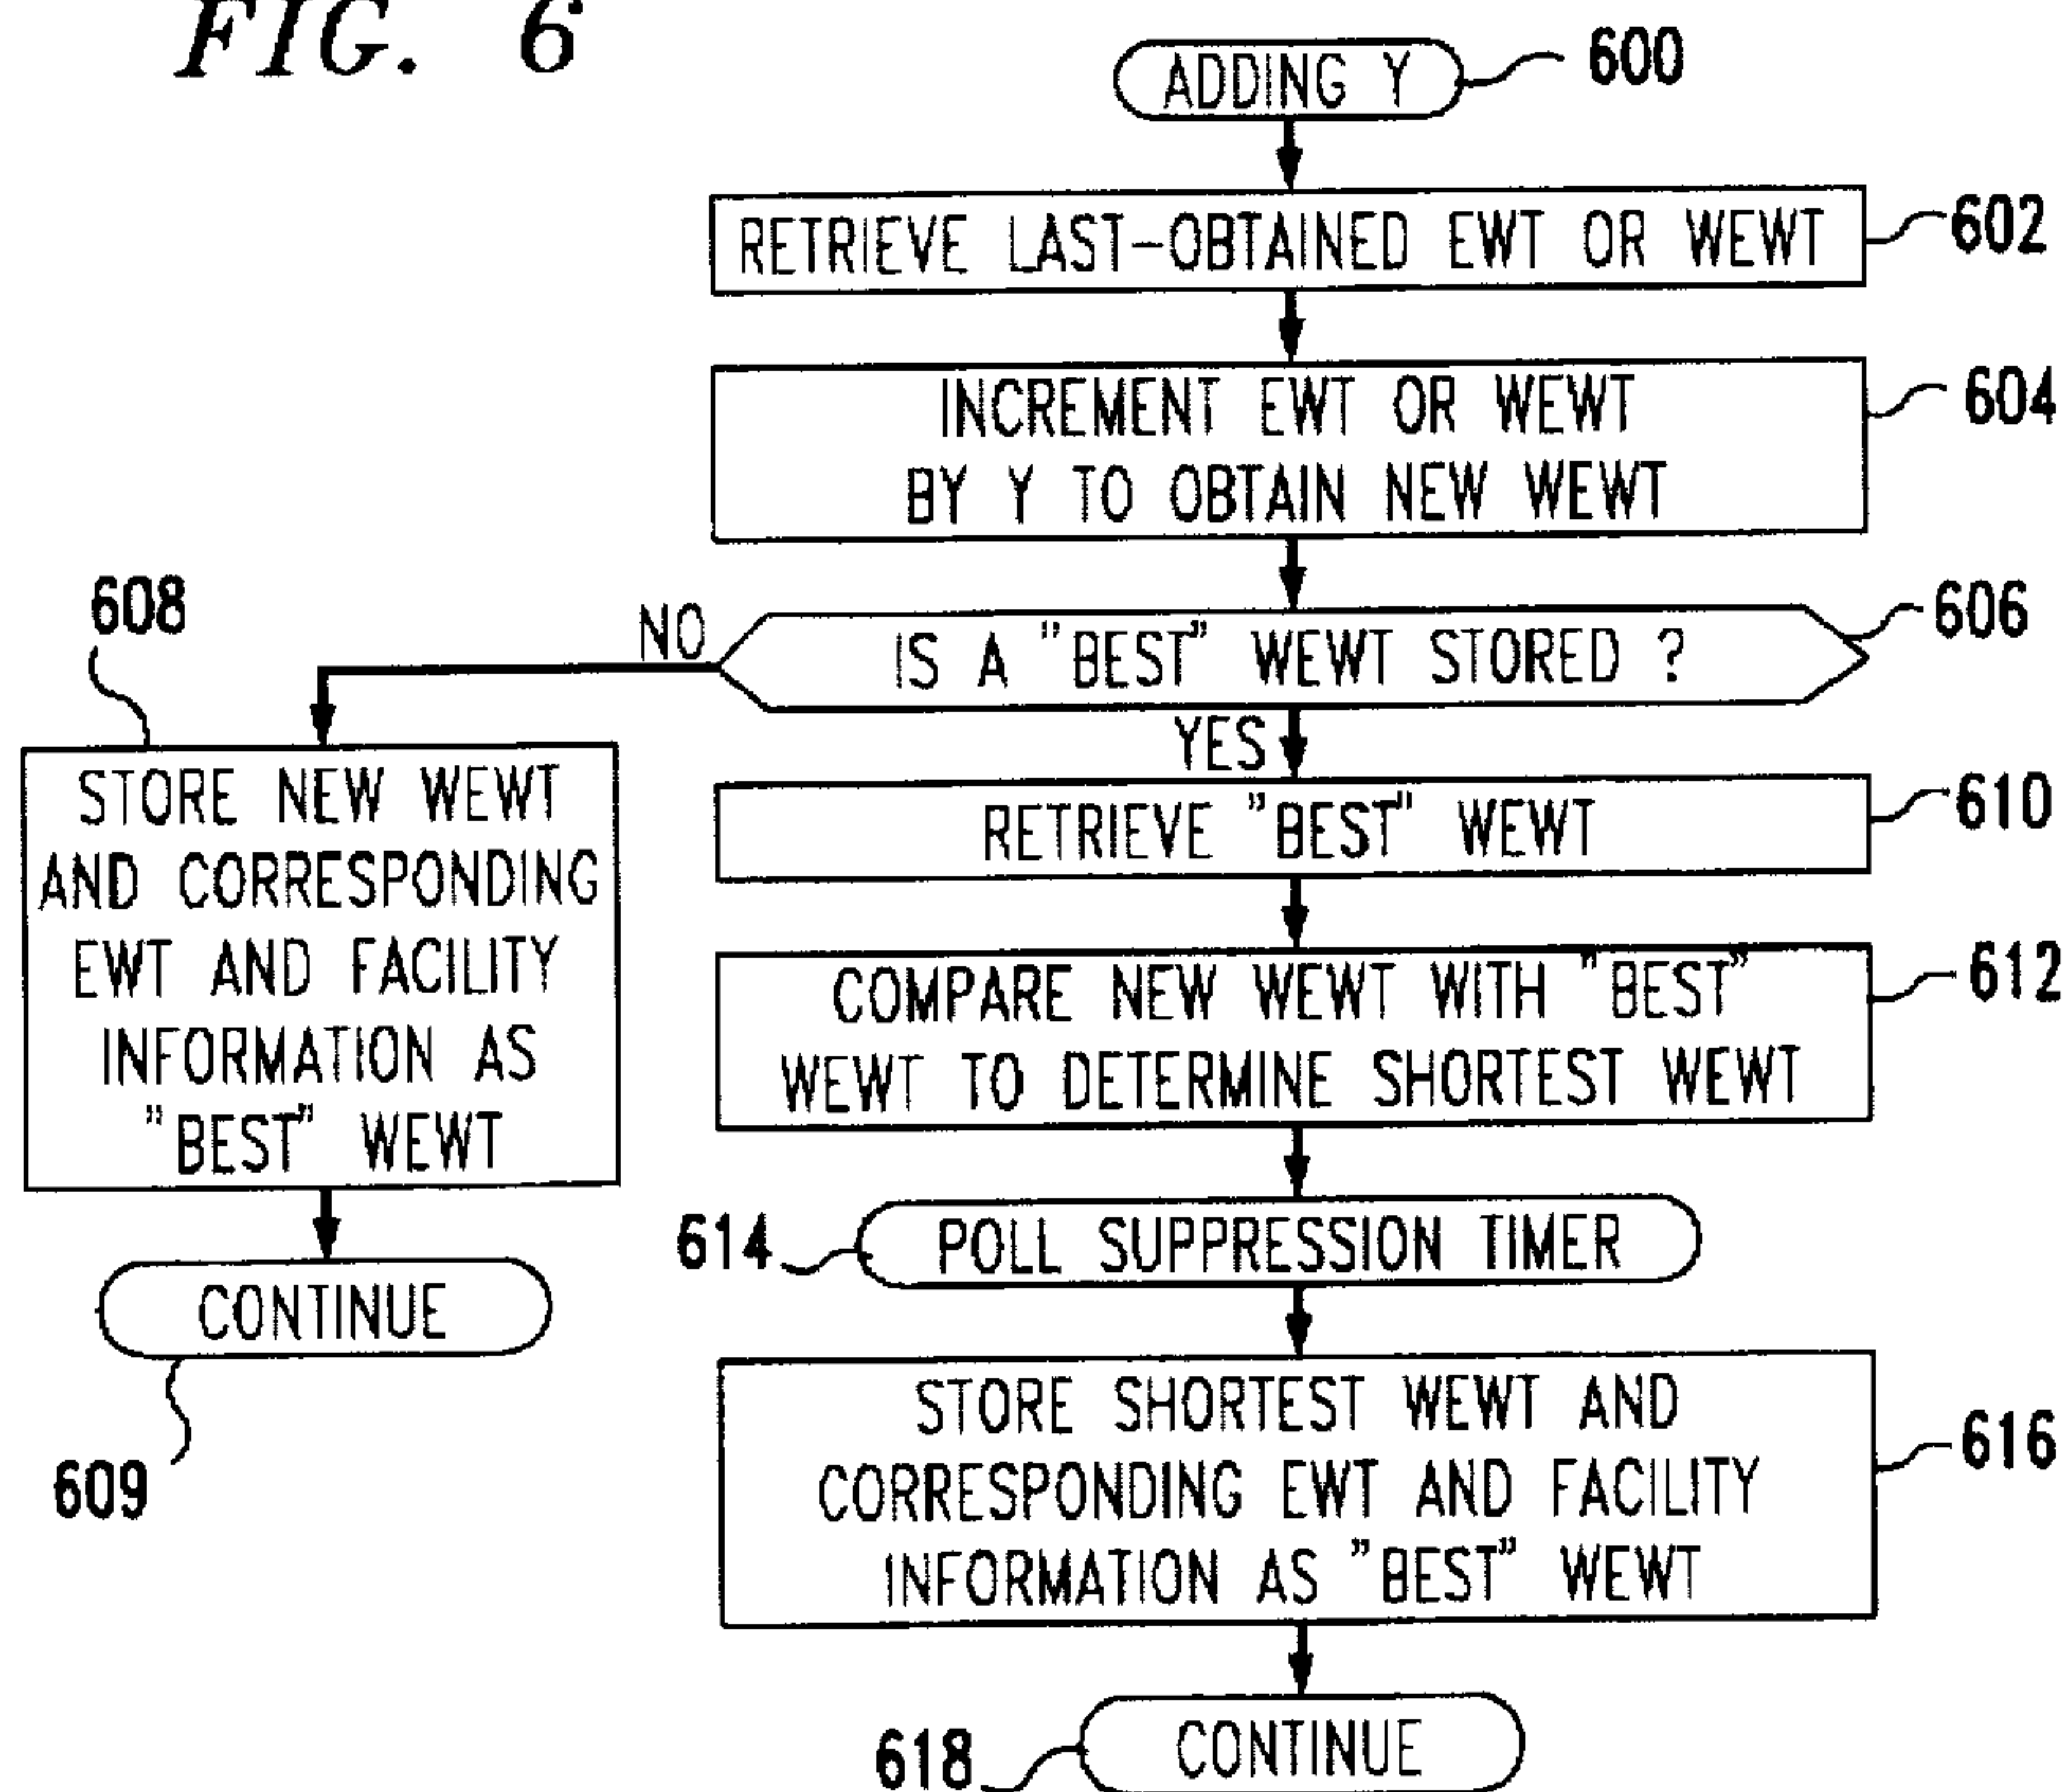 FIG. 6
ADDING Y
600
RETRIEVE LAST-OBTAINED EWT OR WEWT
602
INCREMENT EWT OR WEWT
BY Y TO OBTAIN NEW WEWT
604
IS A "BEST" WEWT STORED ?
606
NO
YES
608
STORE NEW WEWT
AND CORRESPONDING
EWT AND FACILITY
INFORMATION AS
"BEST" WEWT
CONTINUE
609
RETRIEVE "BEST" WEWT
610
COMPARE NEW WEWT WITH "BEST"
WEWT TO DETERMINE SHORTEST WEWT
612
614
POLL SUPPRESSION TIMER
STORE SHORTEST WEWT AND
CORRESPONDING EWT AND FACILITY
INFORMATION AS "BEST" WEWT
616
618
CONTINUE